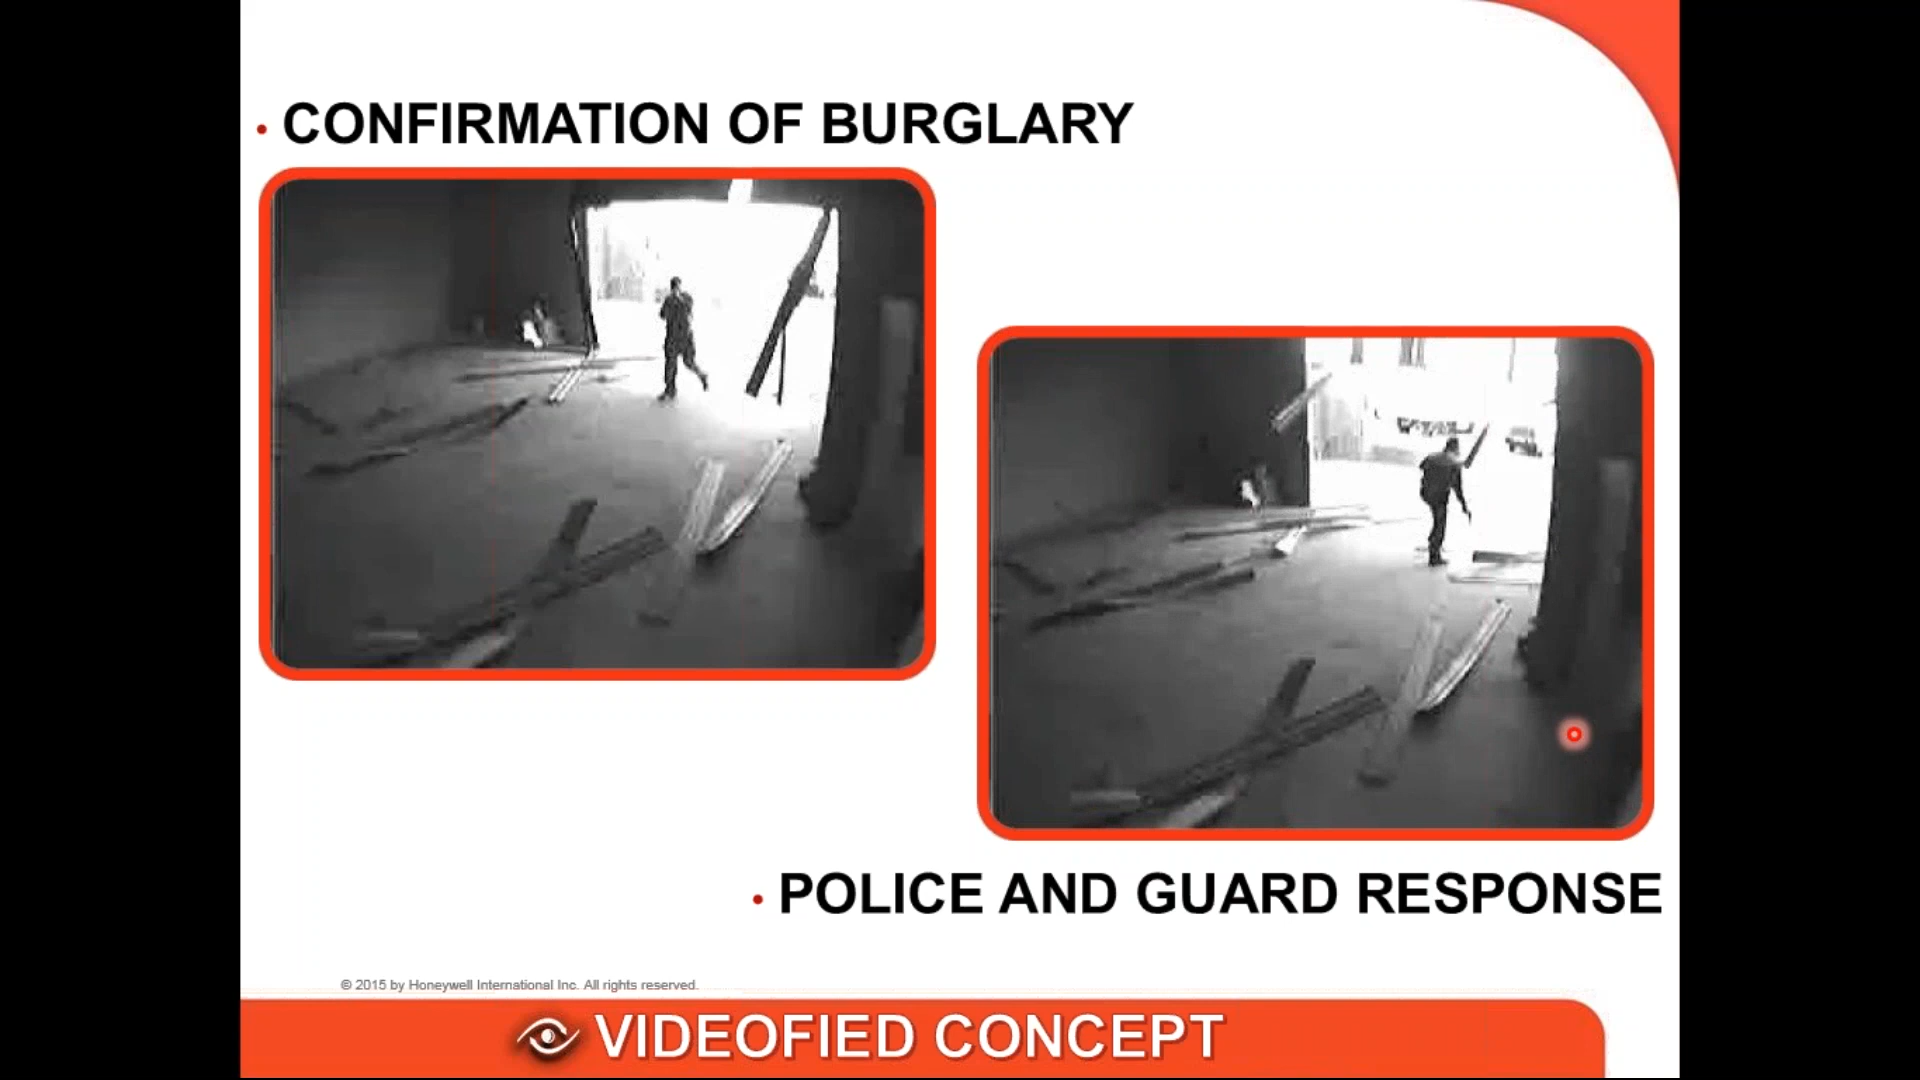 CONFIRMATION OF BURGLARY
POLICE AND GUARD RESPONSE
© 2015 by Honeywell International Inc. All rights reserved.
VIDEOFIED CONCEPT